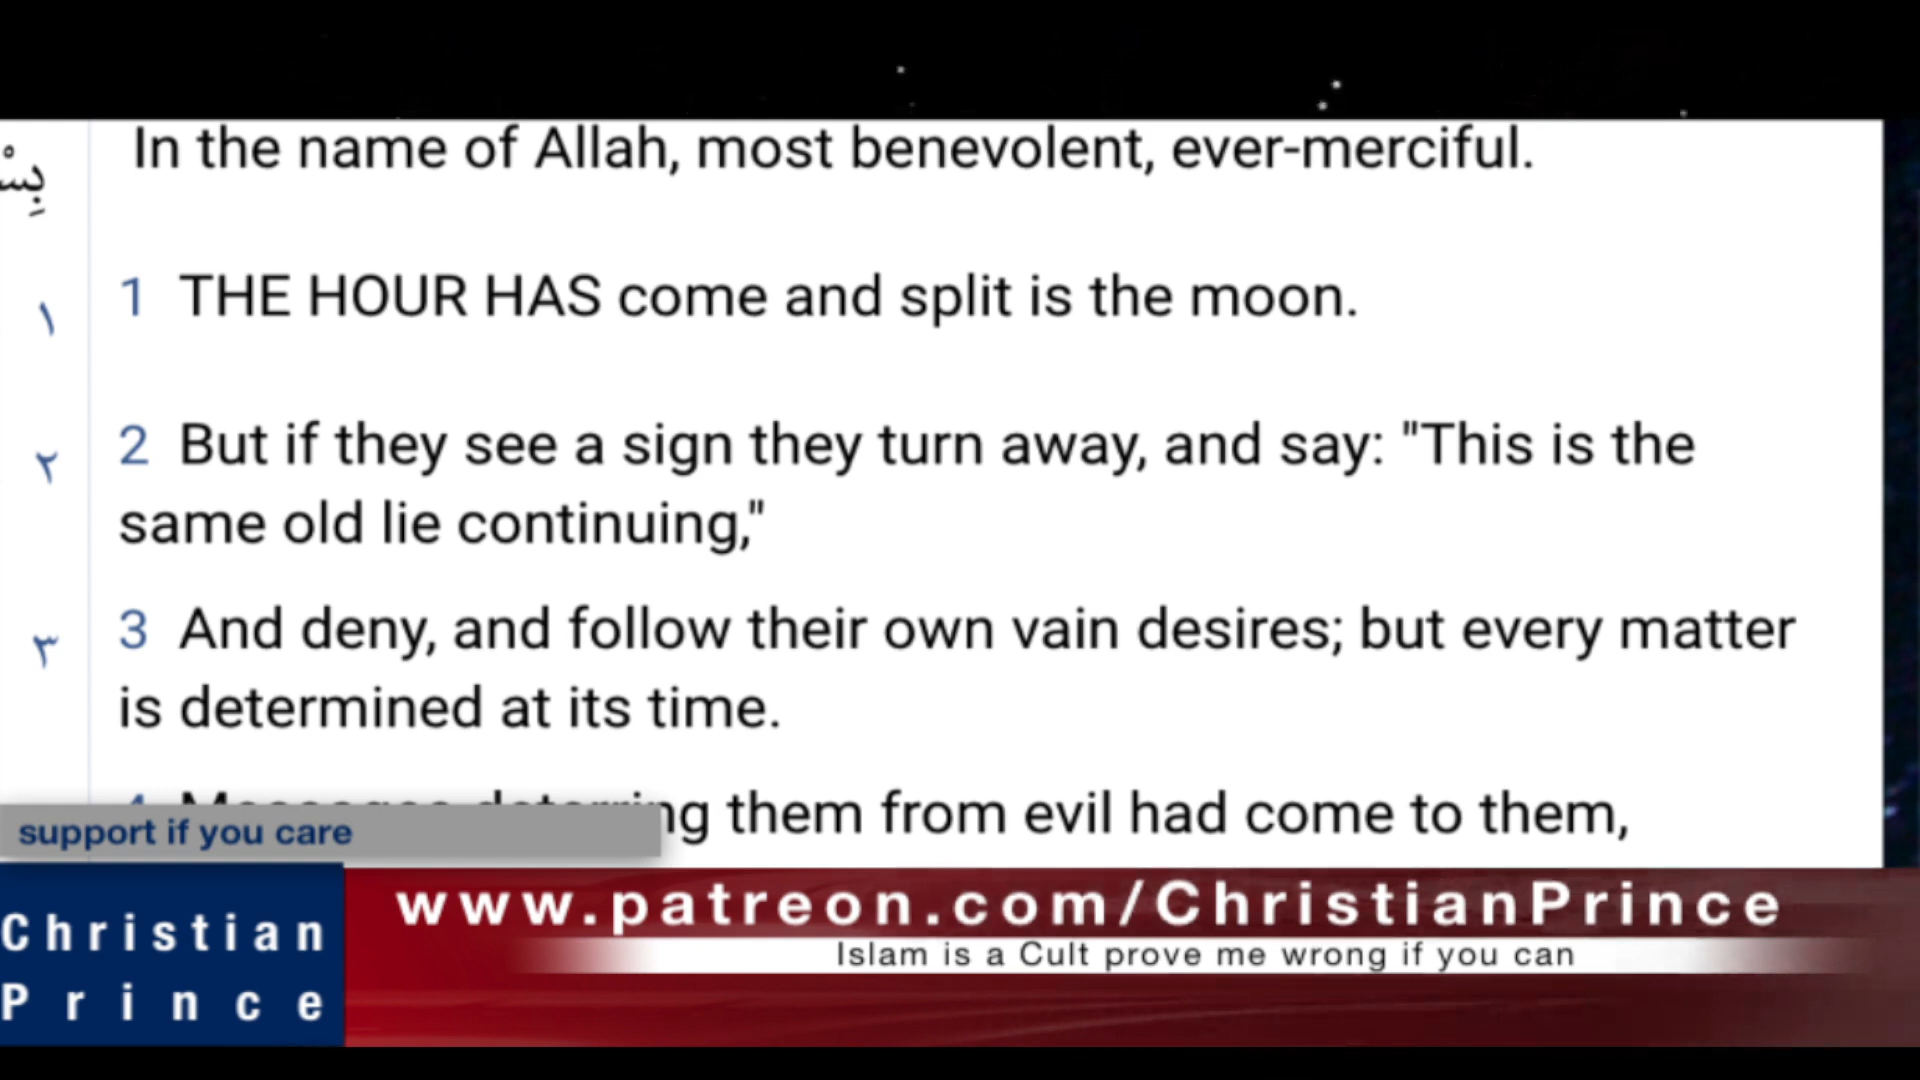 In the name of Allah, most benevolent, ever-merciful.
بِسْ
١
1 THE HOUR HAS come and split is the moon.
٢
2 But if they see a sign they turn away, and say: "This is the
same old lie continuing,"
٣
3 And deny, and follow their own vain desires; but every matter
is determined at its time.
4 Messages deterring them from evil had come to them,
support if you care
Christian
Prince
www.patreon.com/ChristianPrince
Islam is a Cult prove me wrong if you can